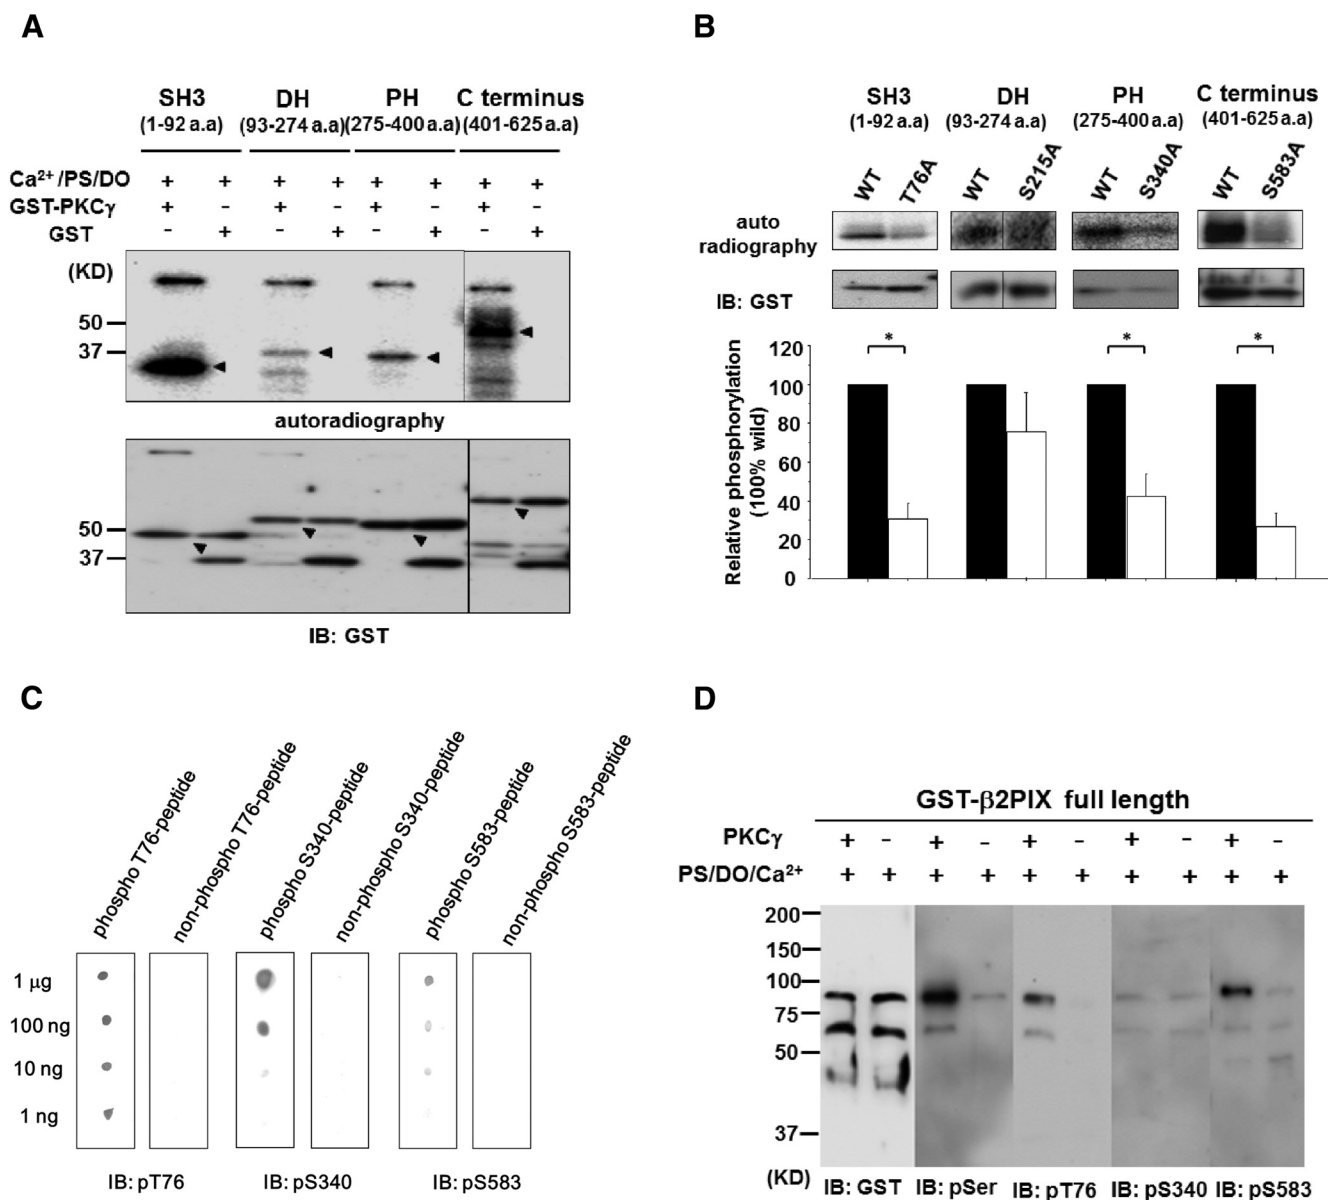 A
SH3 DH PH C terminus
(1-92 a.a) (93-274 a.a) (275-400 a.a) (401-625 a.a)
Ca²⁺/PS/DO + + + + + + + +
GST-PKCγ + - + - + - + -
GST - + - + - + - +
(KD)
50
37
autoradiography
50
37
IB: GST
B
SH3 DH PH C terminus
(1-92 a.a) (93-274 a.a) (275-400 a.a) (401-625 a.a)
WT T76A WT S215A WT S340A WT S583A
auto
radiography
IB: GST
Relative phosphorylation
(100% wild)
120
100
80
60
40
20
0
* * *
C
phospho T76-peptide
non-phospho T76-peptide
phospho S340-peptide
non-phospho S340-peptide
phospho S583-peptide
non-phospho S583-peptide
1 μg
100 ng
10 ng
1 ng
IB: pT76 IB: pS340 IB: pS583
D
GST-β2PIX full length
PKCγ + - + - + - + - + -
PS/DO/Ca²⁺ + + + + + + + + + +
200
150
100
75
50
37
(KD)
IB: GST IB: pSer IB: pT76 IB: pS340 IB: pS583